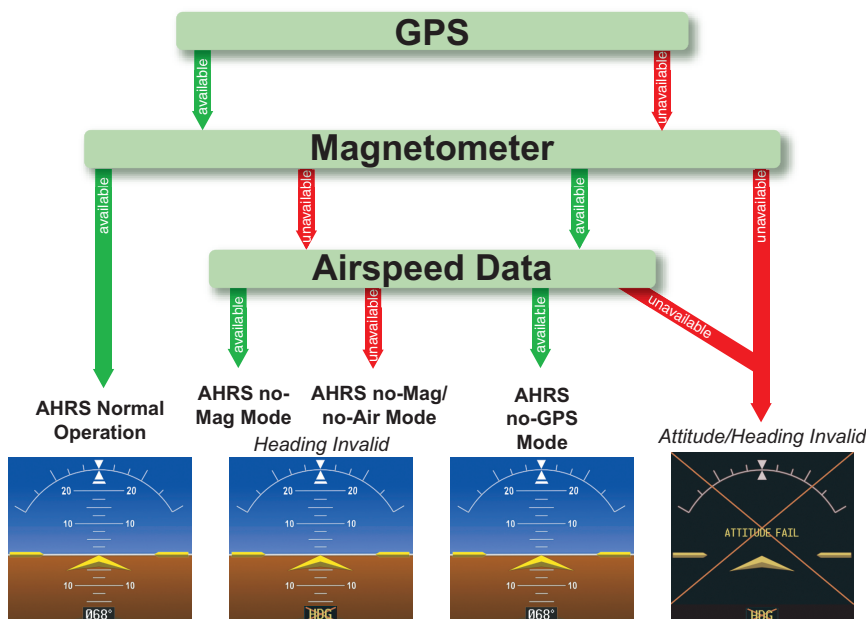 GPS
available
unavailable
Magnetometer
available
unavailable
available
unavailable
Airspeed Data
available
unavailable
available
unavailable
AHRS Normal
Operation
AHRS no-
Mag Mode
AHRS no-Mag/
no-Air Mode
Heading Invalid
AHRS
no-GPS
Mode
Attitude/Heading Invalid
20 20
10 10
10 10
068°
20 20
10 10
10 10
HDG
20 20
10 10
10 10
068°
ATTITUDE FAIL
HDG